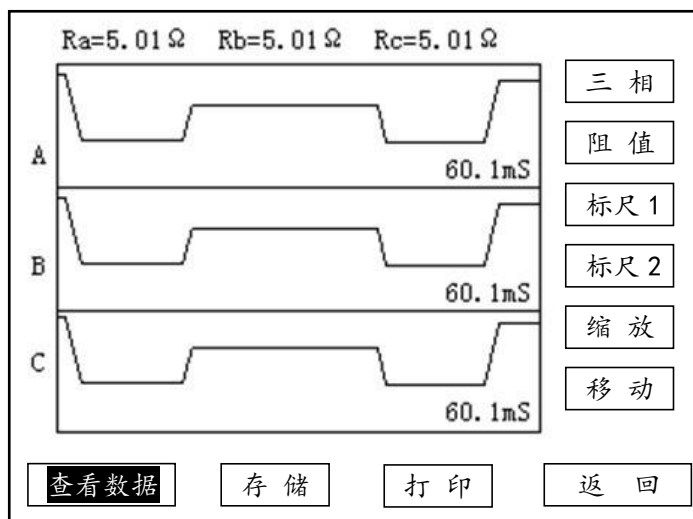 Ra=5.01Ω Rb=5.01Ω Rc=5.01Ω
三 相
阻 值
A
60.1mS
标尺 1
标尺 2
B
60.1mS
缩 放
C
移 动
60.1mS
查看数据 存 储 打 印 返 回